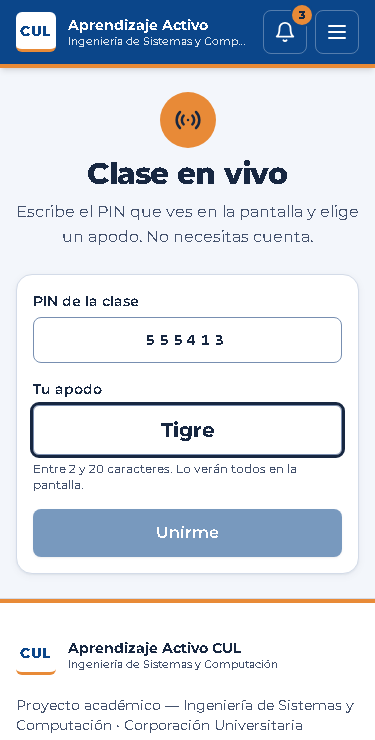 CUL
Aprendizaje Activo
Ingeniería de Sistemas y Comp...
3
Clase en vivo
Escribe el PIN que ves en la pantalla y elige
un apodo. No necesitas cuenta.
PIN de la clase
555413
Tu apodo
Tigre
Entre 2 y 20 caracteres. Lo verán todos en la
pantalla.
Unirme
CUL
Aprendizaje Activo CUL
Ingeniería de Sistemas y Computación
Proyecto académico — Ingeniería de Sistemas y
Computación · Corporación Universitaria